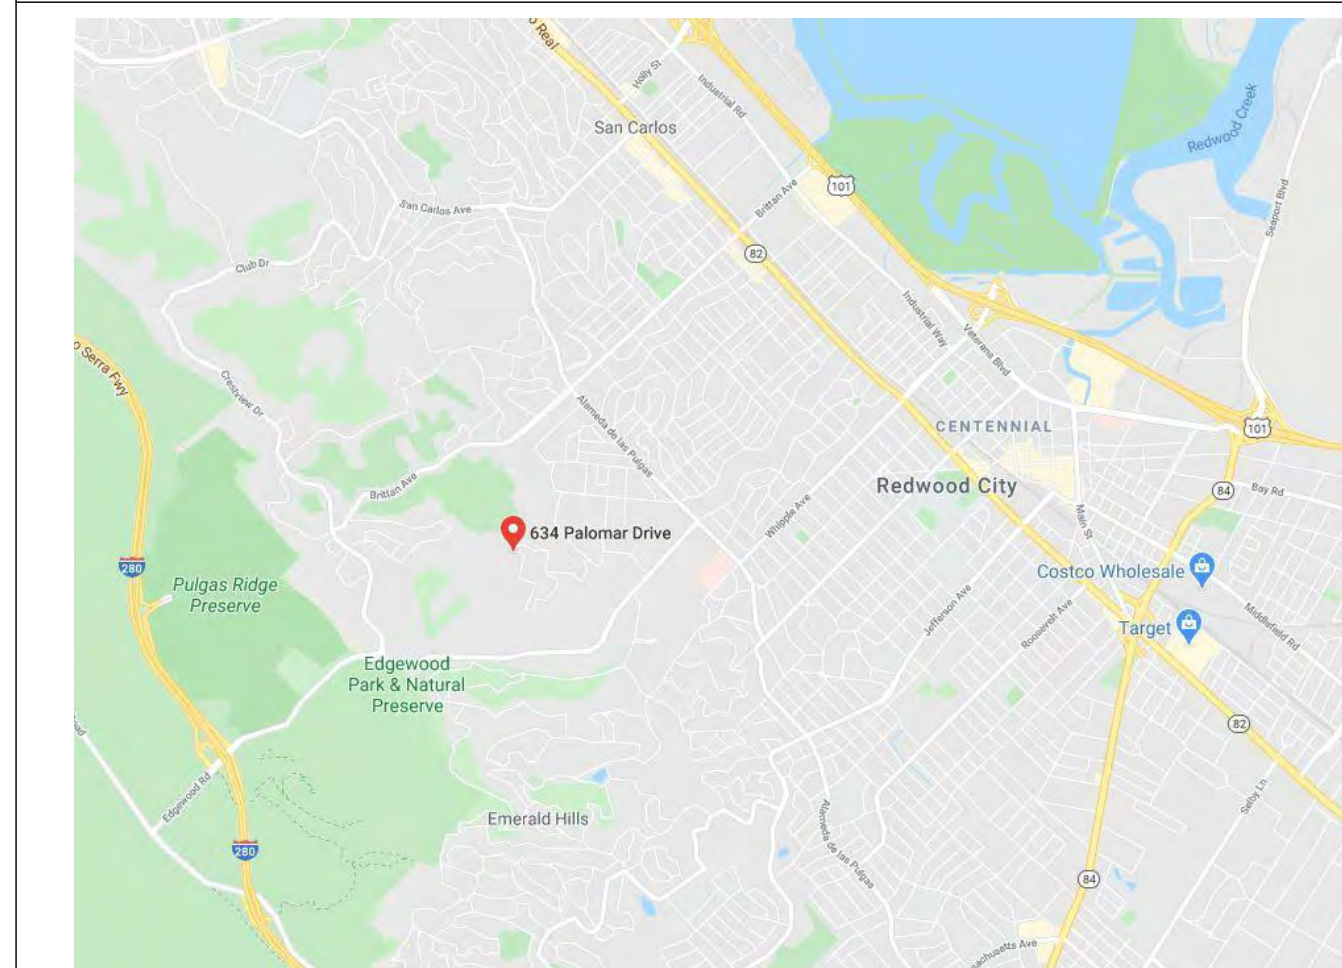 o Real
Holly St
Industrial Rd
San Carlos
Redwood Creek
101
Brittan Ave
Seaport Blvd
San Carlos Ave
82
Club Dr
Industrial Way
Veterans Blvd
o Serra Fwy
Crestview Dr
Alameda de las Pulgas
CENTENNIAL
101
Redwood City
84
Bay Rd
Brittan Ave
Whipple Ave
Main St
634 Palomar Drive
280
Pulgas Ridge
Preserve
Costco Wholesale
Jefferson Ave
Roosevelt Ave
Middlefield Rd
Target
Edgewood
Park & Natural
Preserve
82
Road
Edgewood Rd
Selby Ln
Emerald Hills
280
Alameda de las Pulgas
84
sachusetts Ave